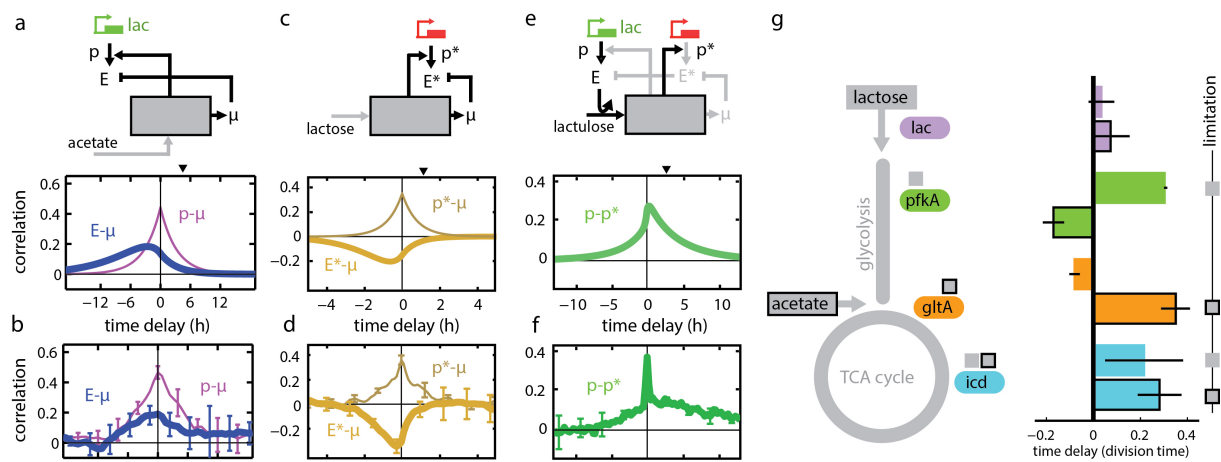 a
lac
p
E
μ
acetate
0.6
0.4
0.2
0
correlation
E-μ
p-μ
−12
−6
0
6
12
time delay (h)
b
0.6
0.4
0.2
0
correlation
E-μ
p-μ
c
p*
E*
μ
lactose
0.4
0.2
0
−0.2
p*-μ
E*-μ
−4
−2
0
2
4
time delay (h)
d
0.4
0.2
0
−0.2
p*-μ
E*-μ
e
lac
p
p*
E
E*
μ
lactulose
0.4
0.2
0
p-p*
−10
−5
0
5
10
time delay (h)
f
0.4
0.2
0
p-p*
g
lactose
lac
pfkA
glycolysis
acetate
gltA
TCA cycle
icd
limitation
−0.2
0
0.2
0.4
time delay (division time)